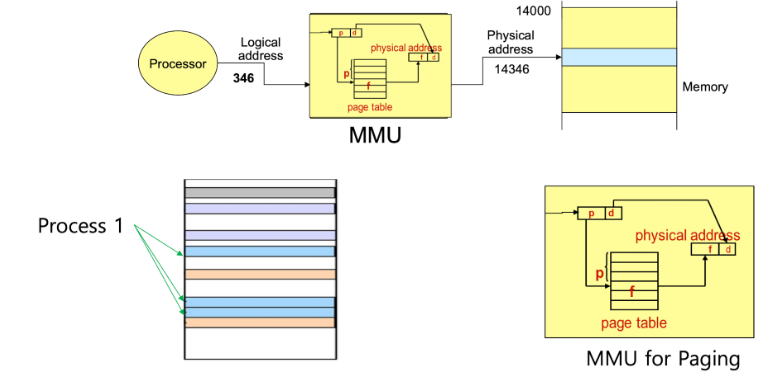 14000
Logical
address
346
Processor
p d
physical address
f d
p
f
page table
MMU
Physical
address
14346
Memory
Process 1
p d
physical address
f d
p
f
page table
MMU for Paging